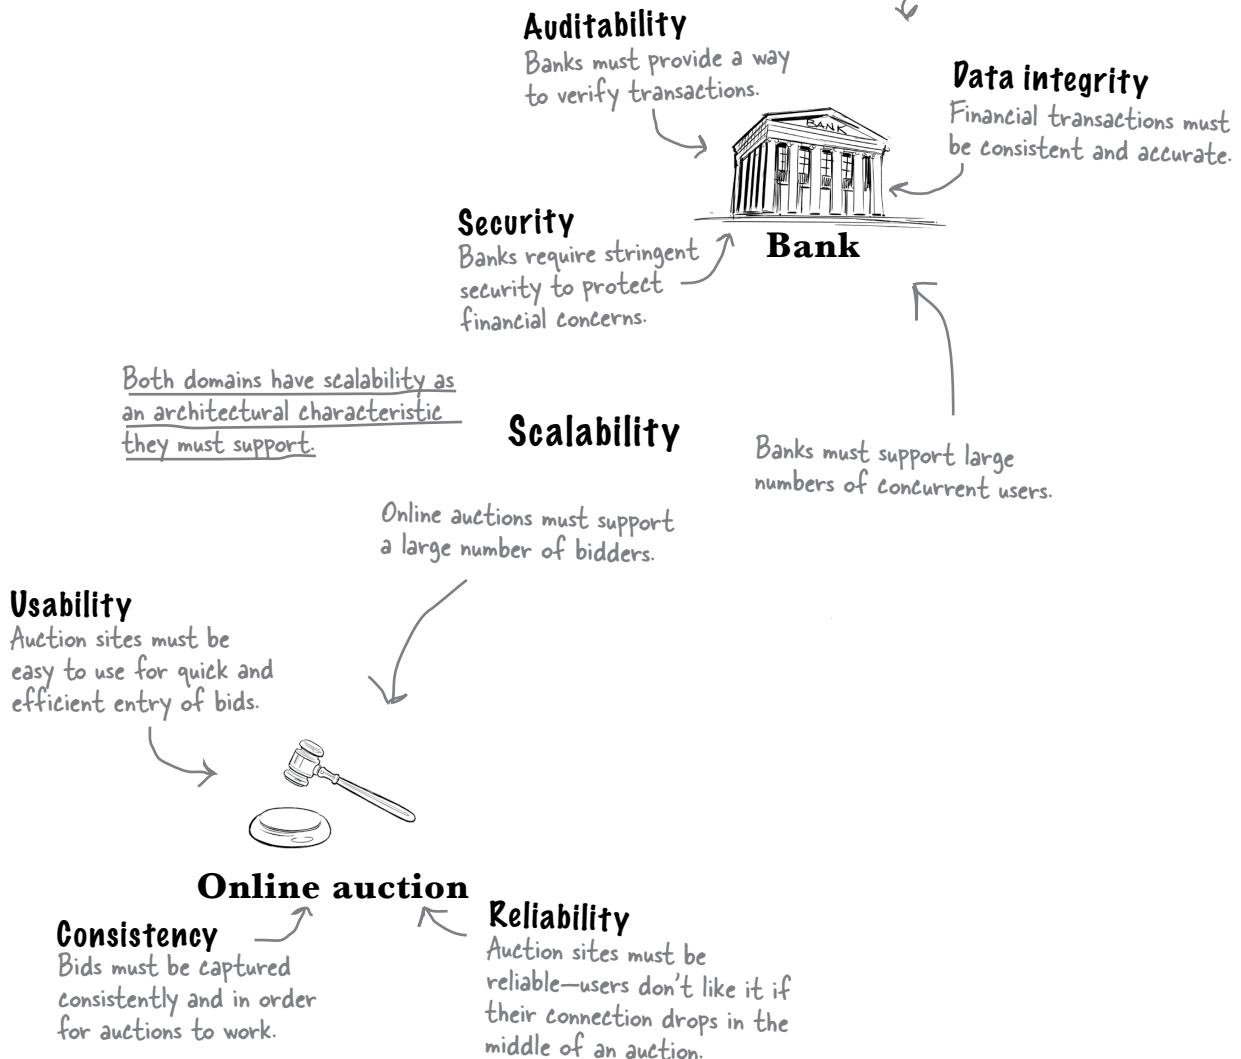 Auditability
Banks must provide a way
to verify transactions.
Data integrity
Financial transactions must
be consistent and accurate.
BANK
Security
Banks require stringent
security to protect
financial concerns.
Bank
Both domains have scalability as
an architectural characteristic
they must support.
Scalability
Banks must support large
numbers of concurrent users.
Online auctions must support
a large number of bidders.
Usability
Auction sites must be
easy to use for quick and
efficient entry of bids.
Online auction
Consistency
Bids must be captured
consistently and in order
for auctions to work.
Reliability
Auction sites must be
reliable—users don't like it if
their connection drops in the
middle of an auction.